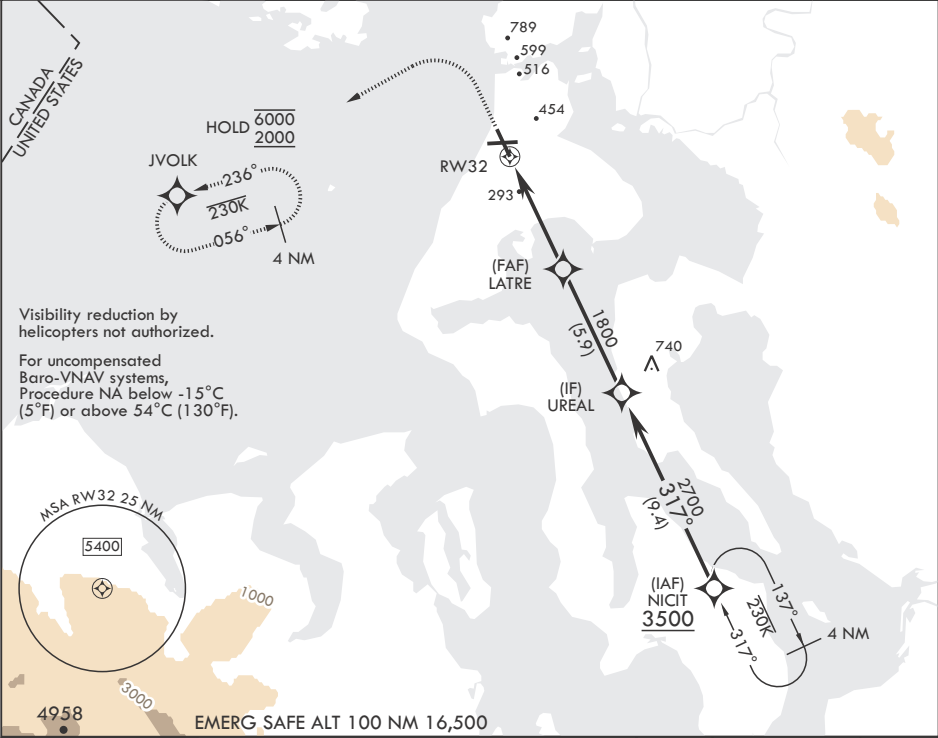 789
599
516
454
CANADA
UNITED STATES
HOLD 6000
2000
JVOLK
236°
230K
056°
4 NM
RW32
293
(FAF)
LATRE
1800
(5.9)
740
(IF)
UREAL
Visibility reduction by
helicopters not authorized.
For uncompensated
Baro-VNAV systems,
Procedure NA below -15°C
(5°F) or above 54°C (130°F).
2700
317°
(9.4)
MSA RW32 25 NM
5400
(IAF)
NICIT
3500
137°
230K
317°
4 NM
1000
3000
4958
EMERG SAFE ALT 100 NM 16,500